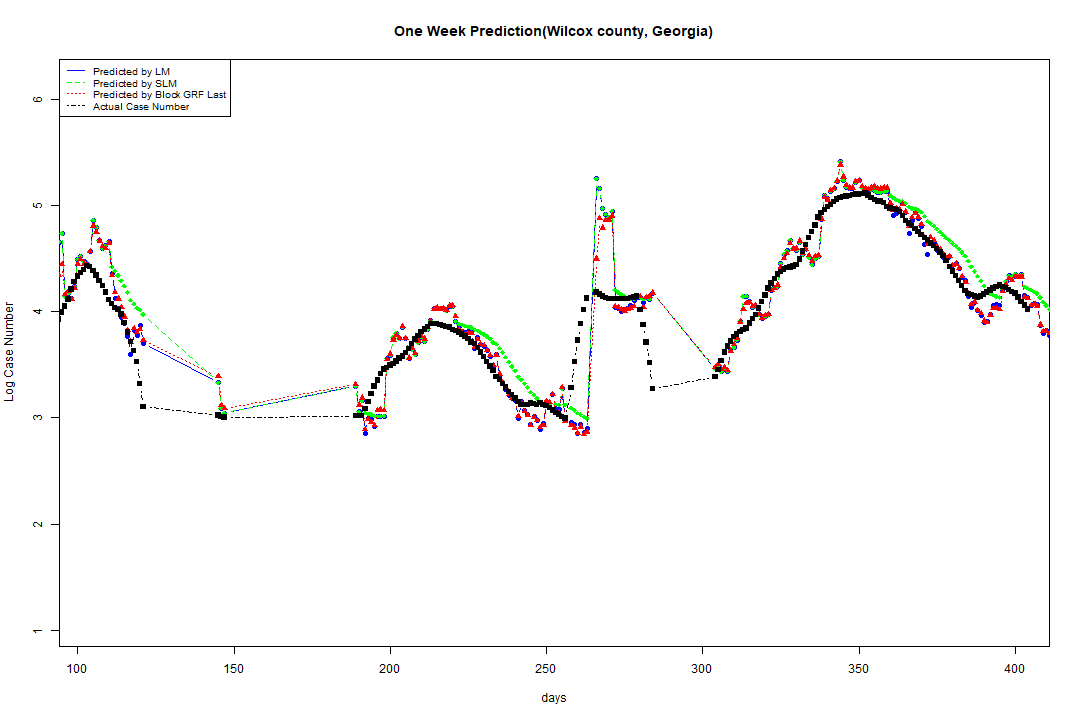 One Week Prediction(Wilcox county, Georgia)
Predicted by LM
Predicted by SLM
Predicted by Block GRF Last
Actual Case Number
6
5
4
3
2
1
Log Case Number
100 150 200 250 300 350 400
days